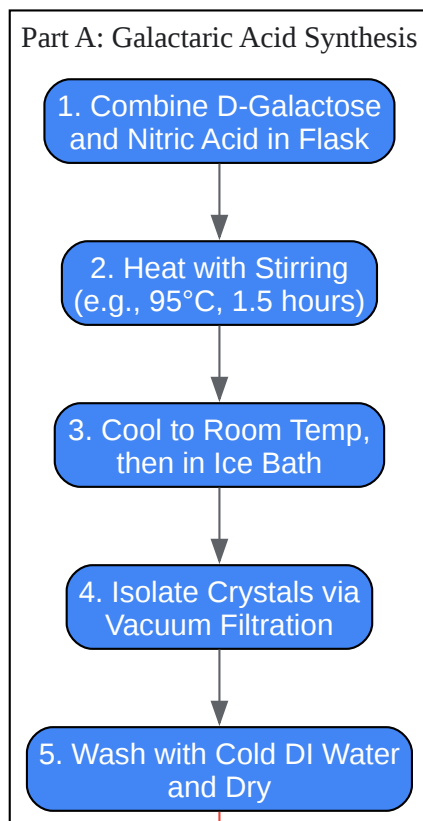 Part A: Galactaric Acid Synthesis
1. Combine D-Galactose
and Nitric Acid in Flask
2. Heat with Stirring
(e.g., 95°C, 1.5 hours)
3. Cool to Room Temp,
then in Ice Bath
4. Isolate Crystals via
Vacuum Filtration
5. Wash with Cold DI Water
and Dry